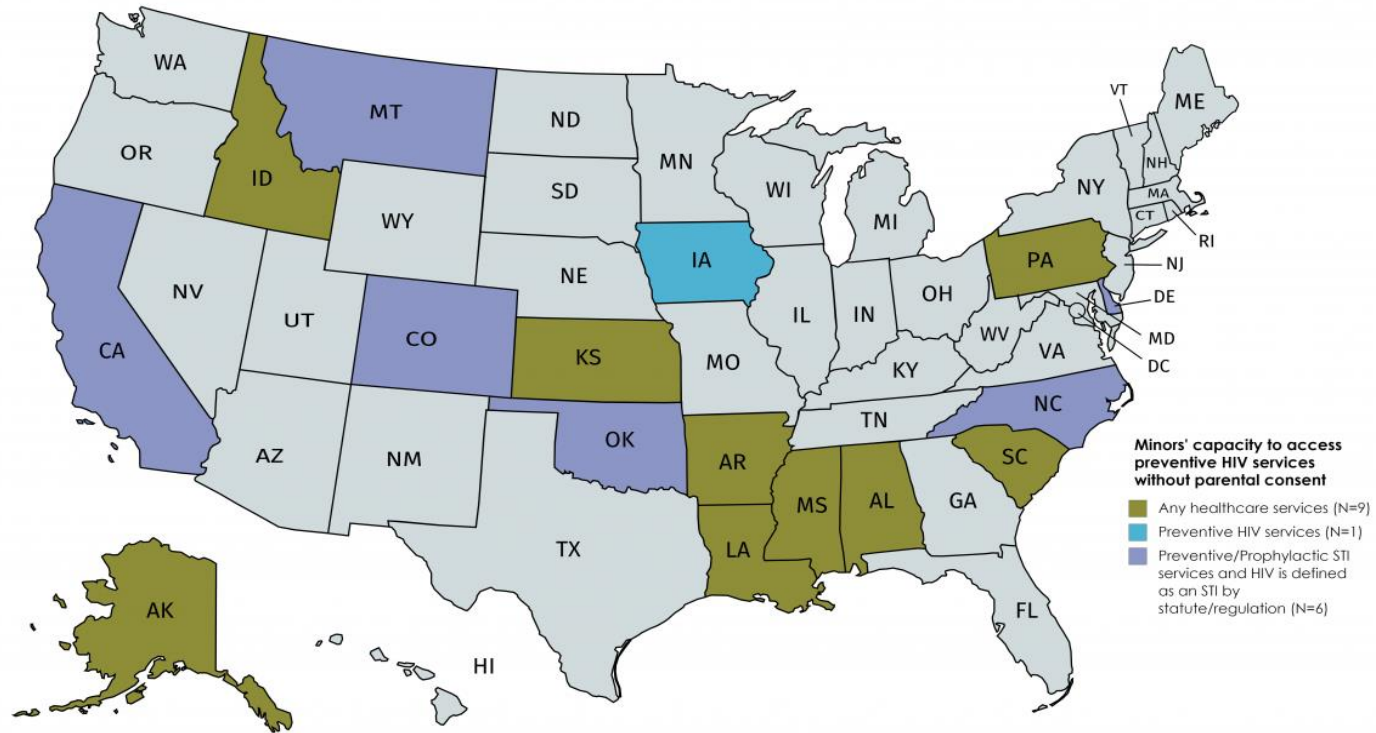 WA
MT
ND
MN
VT
ME
OR
ID
SD
WI
MI
NY
NH
MA
CT
RI
WY
IA
PA
NJ
NE
NV
UT
CO
KS
IL
IN
OH
DE
MD
DC
WV
VA
CA
MO
KY
NC
AZ
NM
OK
TN
AR
SC
MS
AL
GA
TX
LA
FL
AK
HI
Minors' capacity to access
preventive HIV services
without parental consent
Any healthcare services (N=9)
Preventive HIV services (N=1)
Preventive/Prophylactic STI
services and HIV is defined
as an STI by
statute/regulation (N=6)